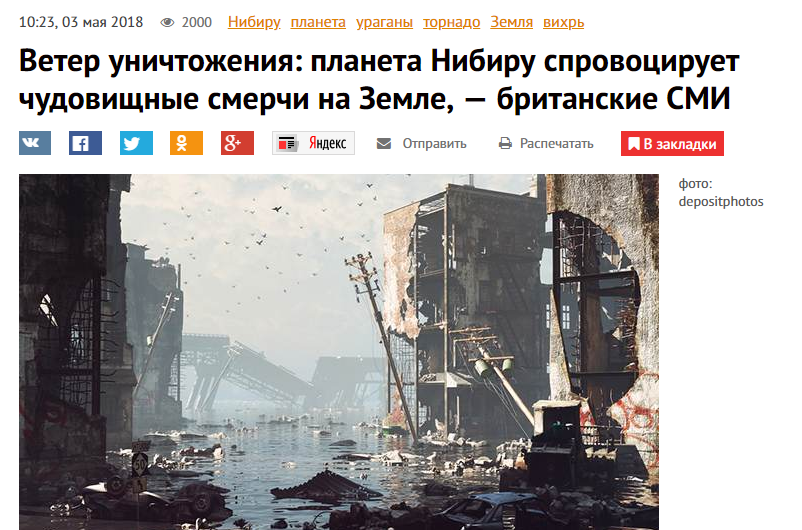 10:23, 03 мая 2018 2000 Нибиру планета ураганы торнадо Земля вихрь
Ветер уничтожения: планета Нибиру спровоцирует
чудовищные смерчи на Земле, — британские СМИ
Яндекс Отправить Распечатать В закладки
фото:
depositphotos